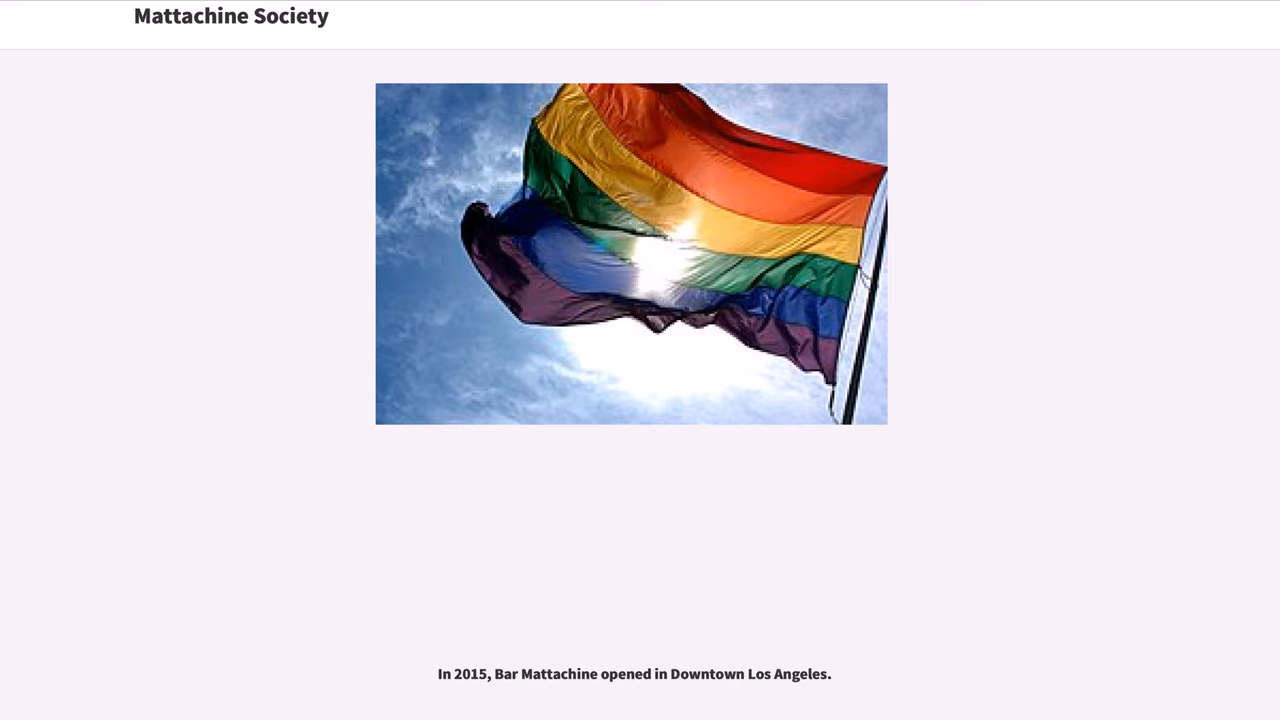 Mattachine Society
In 2015, Bar Mattachine opened in Downtown Los Angeles.